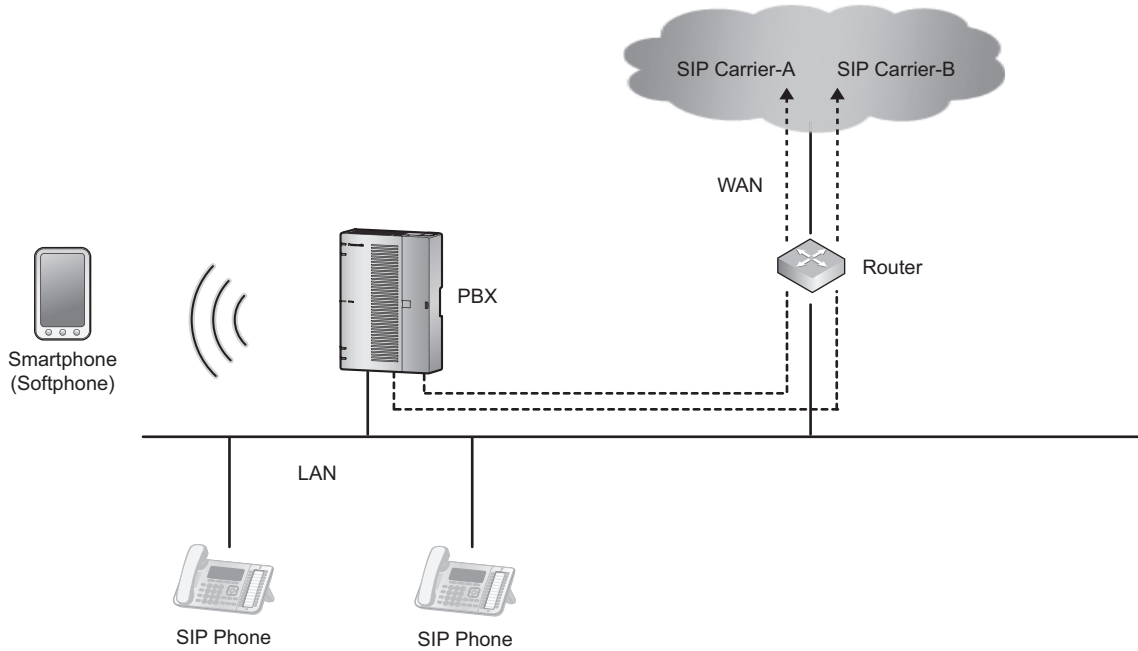 SIP Carrier-A
SIP Carrier-B
WAN
Router
PBX
Smartphone
(Softphone)
LAN
SIP Phone
SIP Phone